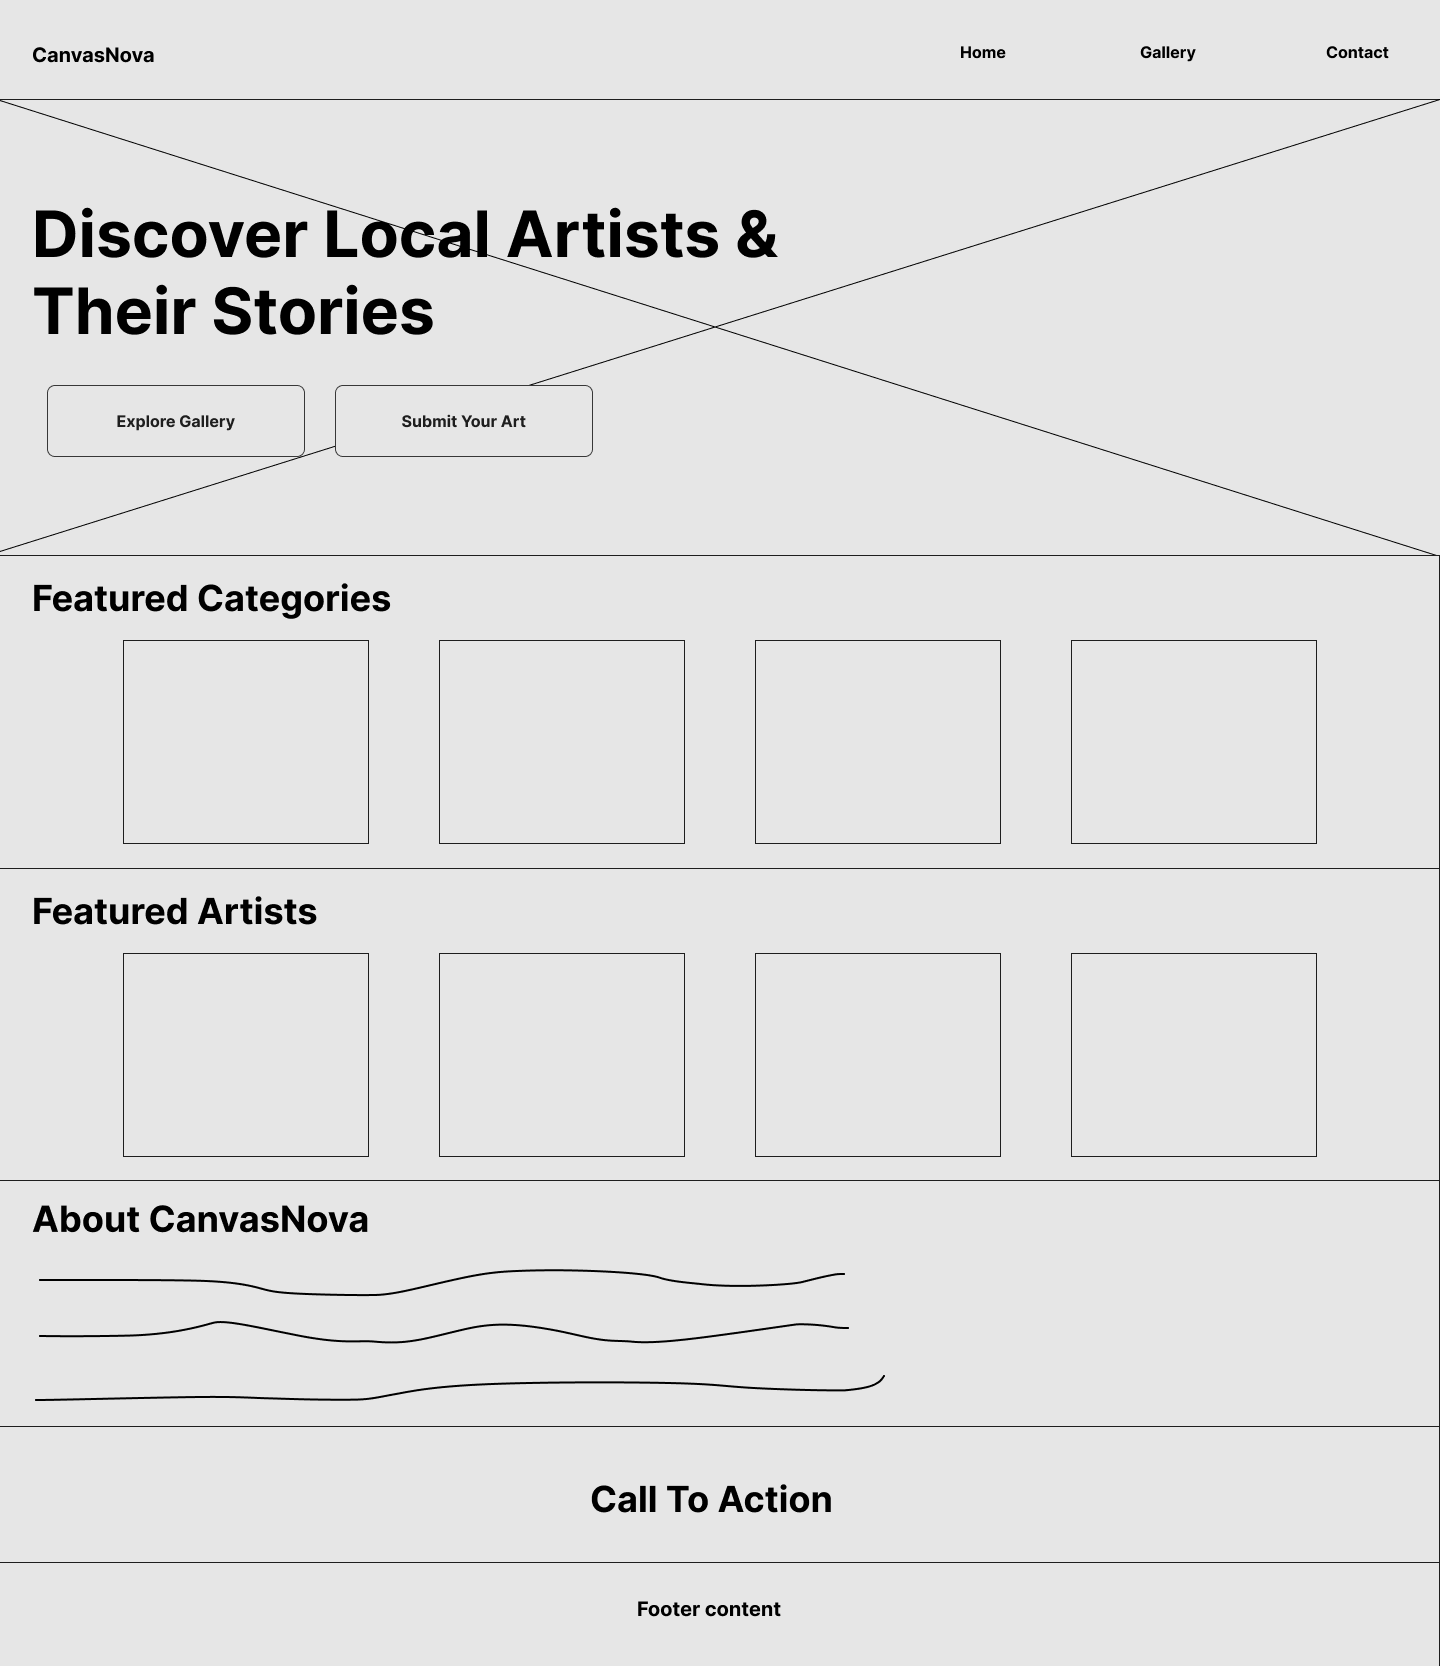 CanvasNova
Home Gallery Contact
Discover Local Artists &
Their Stories
Explore Gallery
Submit Your Art
Featured Categories
Featured Artists
About CanvasNova
Call To Action
Footer content